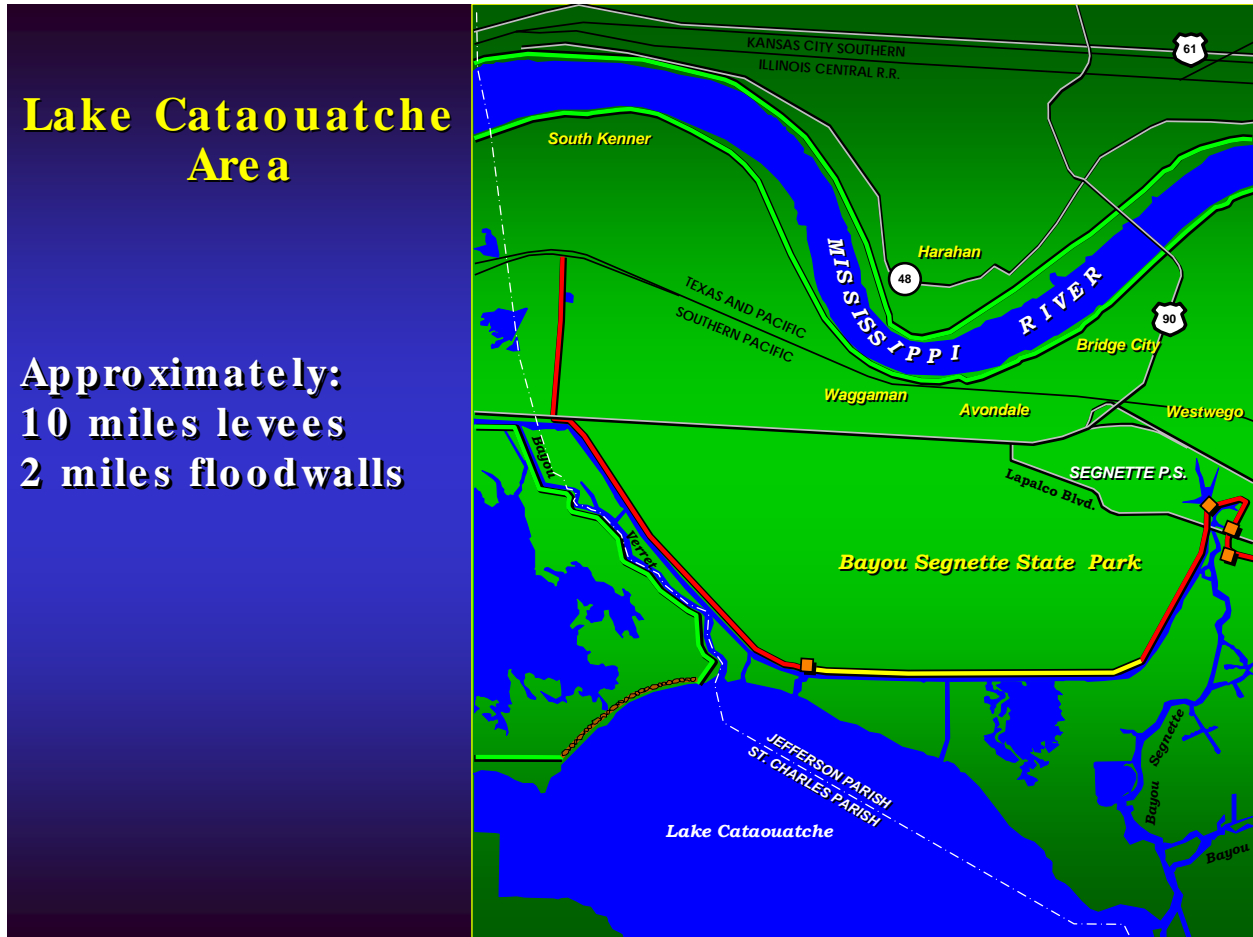 Lake Cataouatche
Area
Approximately:
10 miles levees
2 miles floodwalls
KANSAS CITY SOUTHERN
ILLINOIS CENTRAL R.R.
61
South Kenner
Harahan
48
MISSISSIPPI RIVER
TEXAS AND PACIFIC
SOUTHERN PACIFIC
90
Bridge City
Waggaman
Avondale
Westwego
Bayou
Verret
SEGNETTE P.S.
Lapalco Blvd.
Bayou Segnette State Park
Bayou Segnette
JEFFERSON PARISH
ST. CHARLES PARISH
Lake Cataouatche
Bayou